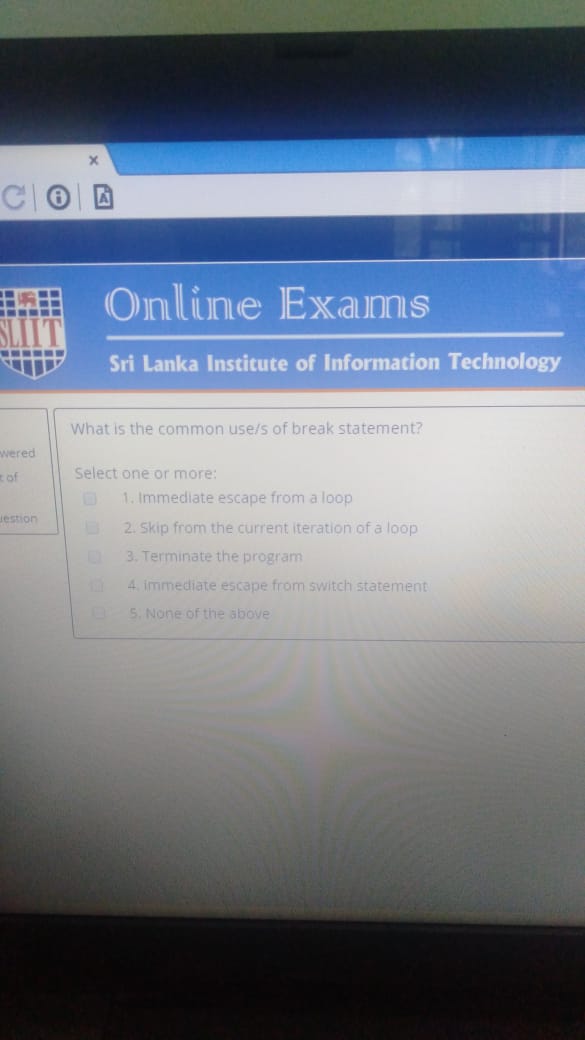 SLIIT
Online Exams
Sri Lanka Institute of Information Technology
wered
t of
uestion
What is the common use/s of break statement?
Select one or more:
1. Immediate escape from a loop
2. Skip from the current iteration of a loop
3. Terminate the program
4. Immediate escape from switch statement
5. None of the above